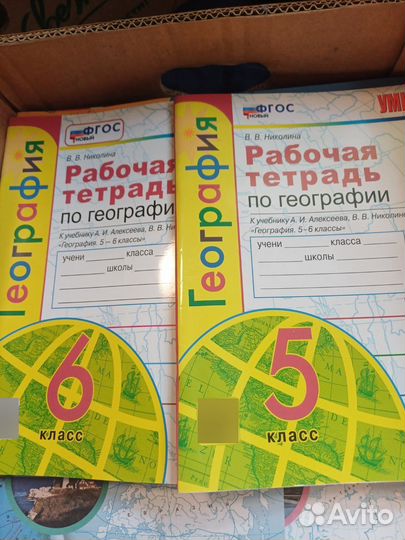 ФГОС
НОВЫЙ
В. В. Николина
Рабочая
тетрадь
по географии
К учебнику А. И. Алексеева, В. В. Николиной
«География. 5–6 классы»
учени класса
школы
География
6
класс
ФГОС
НОВЫЙ
УМ
В. В. Николина
Рабочая
тетрадь
по географии
К учебнику А. И. Алексеева, В. В. Николино
«География. 5–6 классы»
учени класса
школы
География
5
класс
Avito